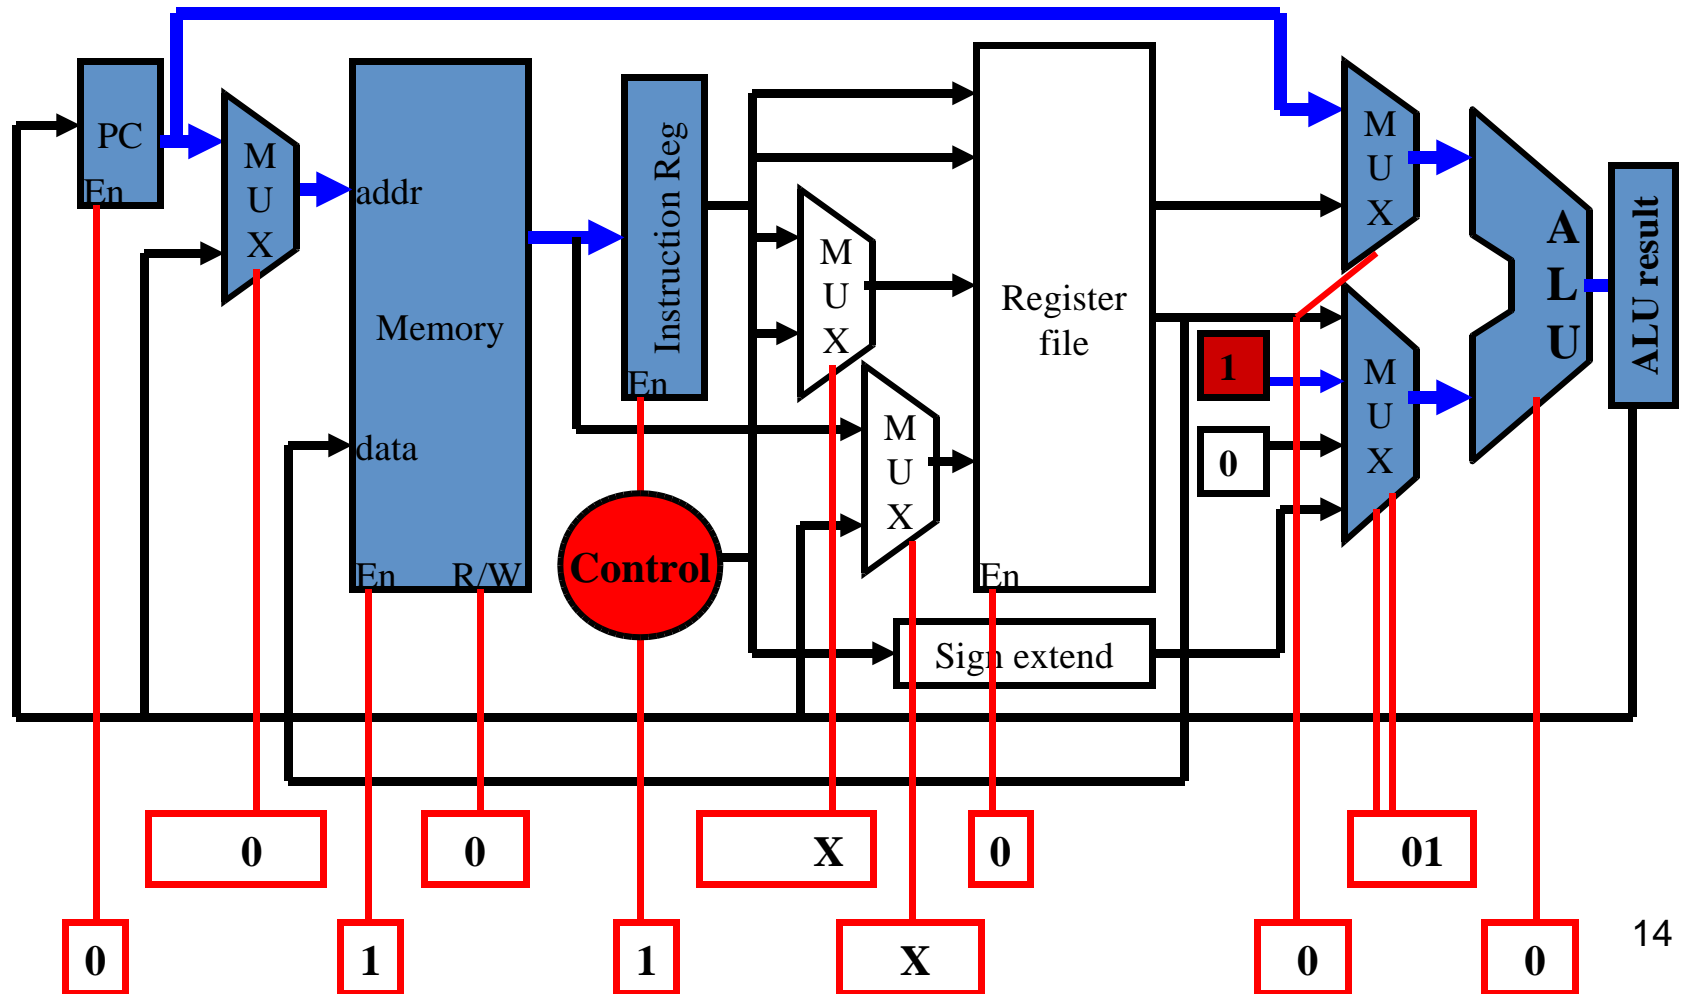 PC
En
M
U
X
addr
Memory
data
En R/W
Instruction Reg
En
Control
M
U
X
M
U
X
Register
file
En
Sign extend
1
0
M
U
X
M
U
X
A
L
U
ALU result
0
0
X
0
01
0
1
1
X
0
0
14